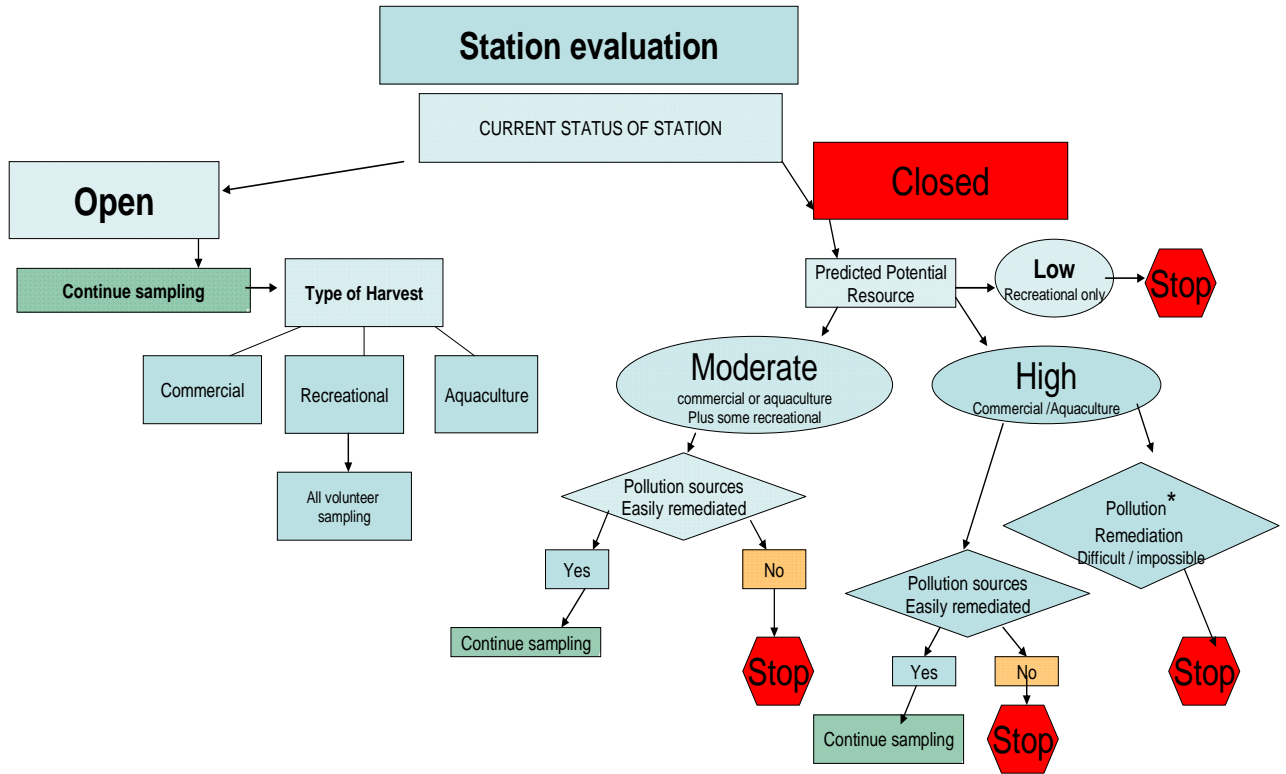 Station evaluation
CURRENT STATUS OF STATION
Open
Closed
Continue sampling
Type of Harvest
Predicted Potential
Resource
Low
Recreational only
Stop
Commercial
Recreational
Aquaculture
All volunteer
sampling
Moderate
commercial or aquaculture
Plus some recreational
High
Commercial /Aquaculture
Pollution sources
Easily remediated
Yes
No
Continue sampling
Stop
Pollution sources
Easily remediated
Yes
No
Continue sampling
Stop
Pollution*
Remediation
Difficult / impossible
Stop